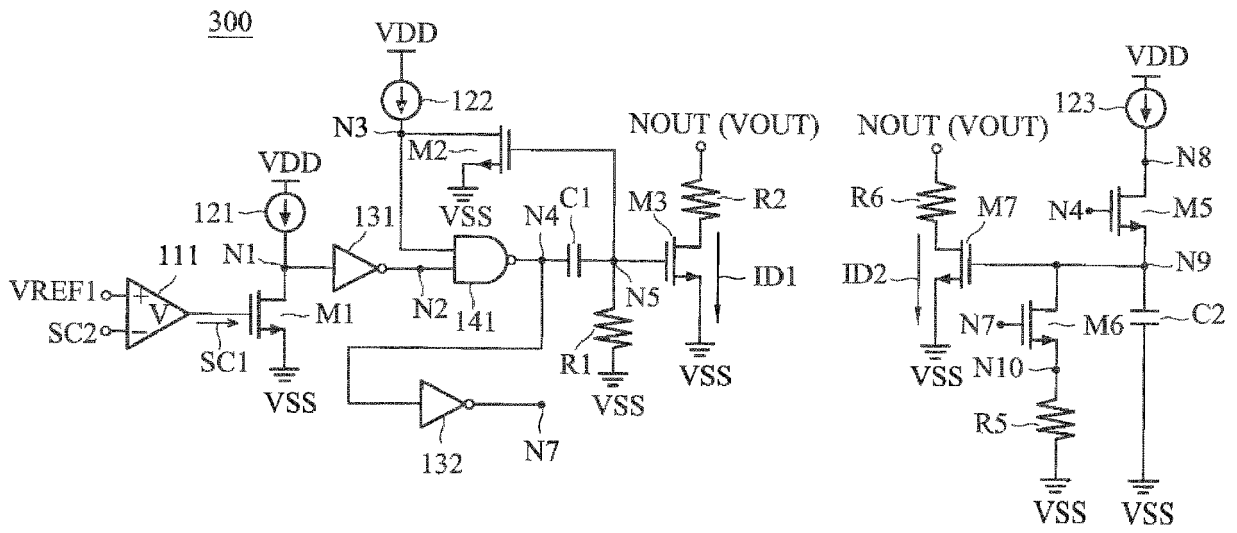 300
VDD
122
N3
M2
VSS
NOUT (VOUT)
R2
M3
ID1
VSS
VDD
121
N1
131
N2
141
C1
N4
N5
R1
VSS
111
VREF1
+
V
SC2
−
SC1
M1
VSS
132
N7
NOUT (VOUT)
R6
M7
ID2
VSS
VDD
123
N8
N4
M5
N9
N7
M6
C2
N10
R5
VSS
VSS